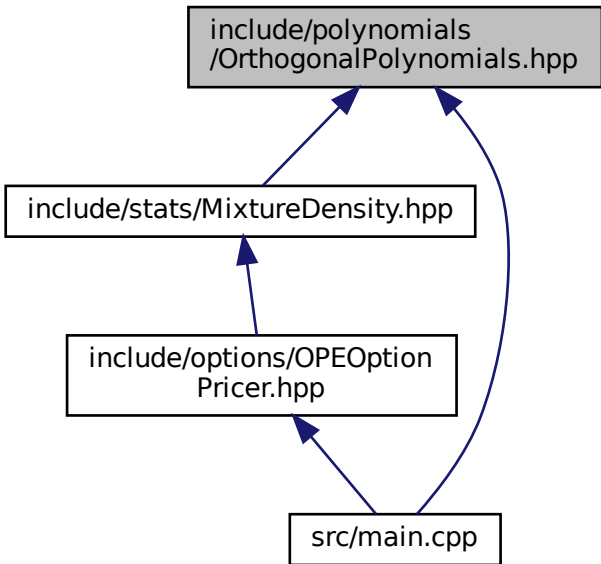 include/polynomials
/OrthogonalPolynomials.hpp
include/stats/MixtureDensity.hpp
include/options/OPEOption
Pricer.hpp
src/main.cpp